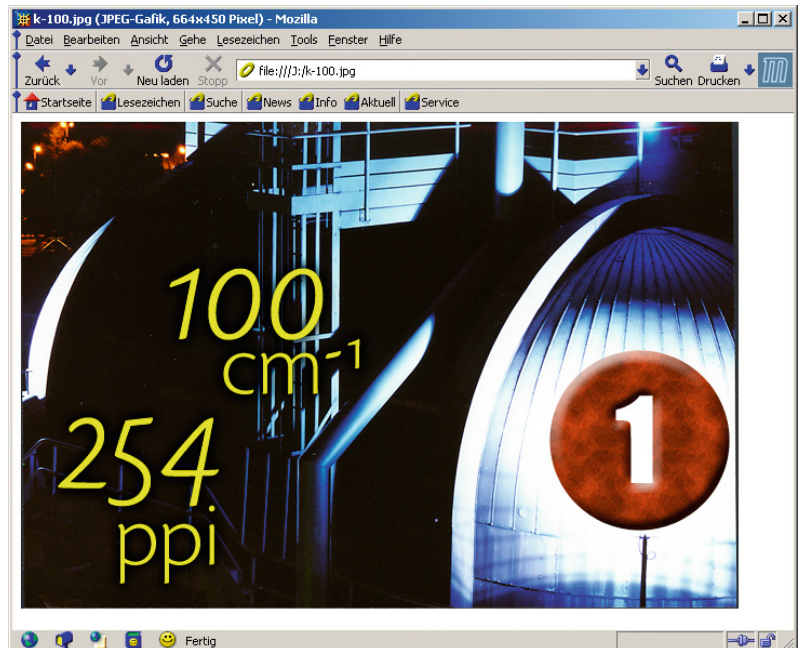 k-100.jpg (JPEG-Gafik, 664x450 Pixel) - Mozilla
Datei Bearbeiten Ansicht Gehe Lesezeichen Tools Fenster Hilfe
Zurück Vor Neu laden Stopp file:///J:/k-100.jpg Suchen Drucken
Startseite Lesezeichen Suche News Info Aktuell Service
100
cm-1
254
ppi
1
Fertig